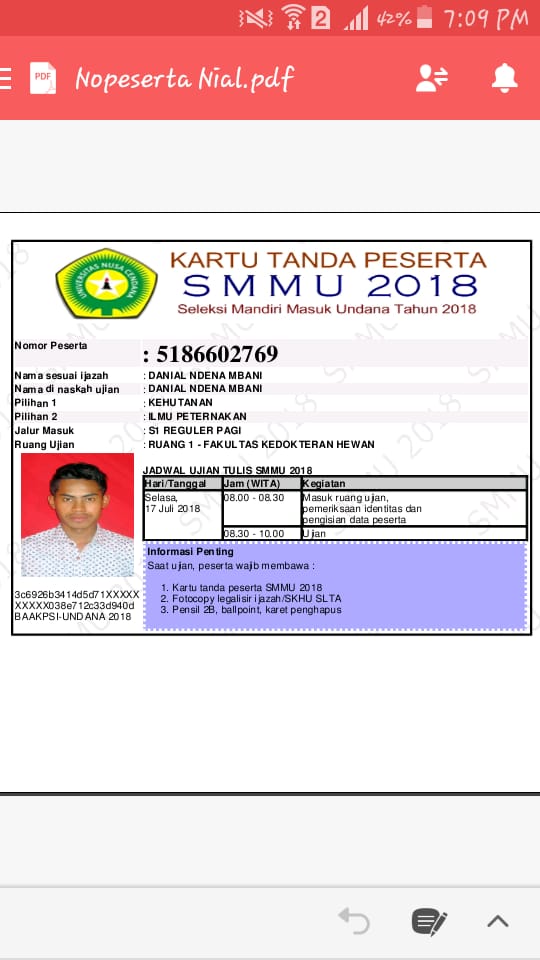 2 42% 7:09 PM
PDF Nopeserta Nial.pdf
UNIVERSITAS NUSA CENDANA
KARTU TANDA PESERTA
SMMU 2018
Seleksi Mandiri Masuk Undana Tahun 2018
Nomor Peserta : 5186602769
Nama sesuai ijazah : DANIAL NDENA MBANI
Nama di naskah ujian : DANIAL NDENA MBANI
Pilihan 1 : KEHUTANAN
Pilihan 2 : ILMU PETERNAKAN
Jalur Masuk : S1 REGULER PAGI
Ruang Ujian : RUANG 1 - FAKULTAS KEDOKTERAN HEWAN
JADWAL UJIAN TULIS SMMU 2018
Hari/Tanggal Jam (WITA) Kegiatan
Selasa, 08.00 - 08.30 Masuk ruang ujian,
17 Juli 2018 pemeriksaan identitas dan
pengisian data peserta
08.30 - 10.00 Ujian
Informasi Penting
Saat ujian, peserta wajib membawa :
1. Kartu tanda peserta SMMU 2018
2. Fotocopy legalisir ijazah/SKHU SLTA
3. Pensil 2B, ballpoint, karet penghapus
3c6926b3414d5d71XXXXX
XXXXX038e712c33d940d
BAAKPSI-UNDANA 2018